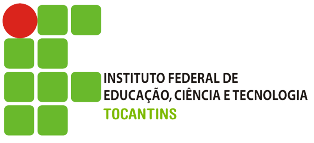 INSTITUTO FEDERAL DE
EDUCAÇÃO, CIÊNCIA E TECNOLOGIA
TOCANTINS